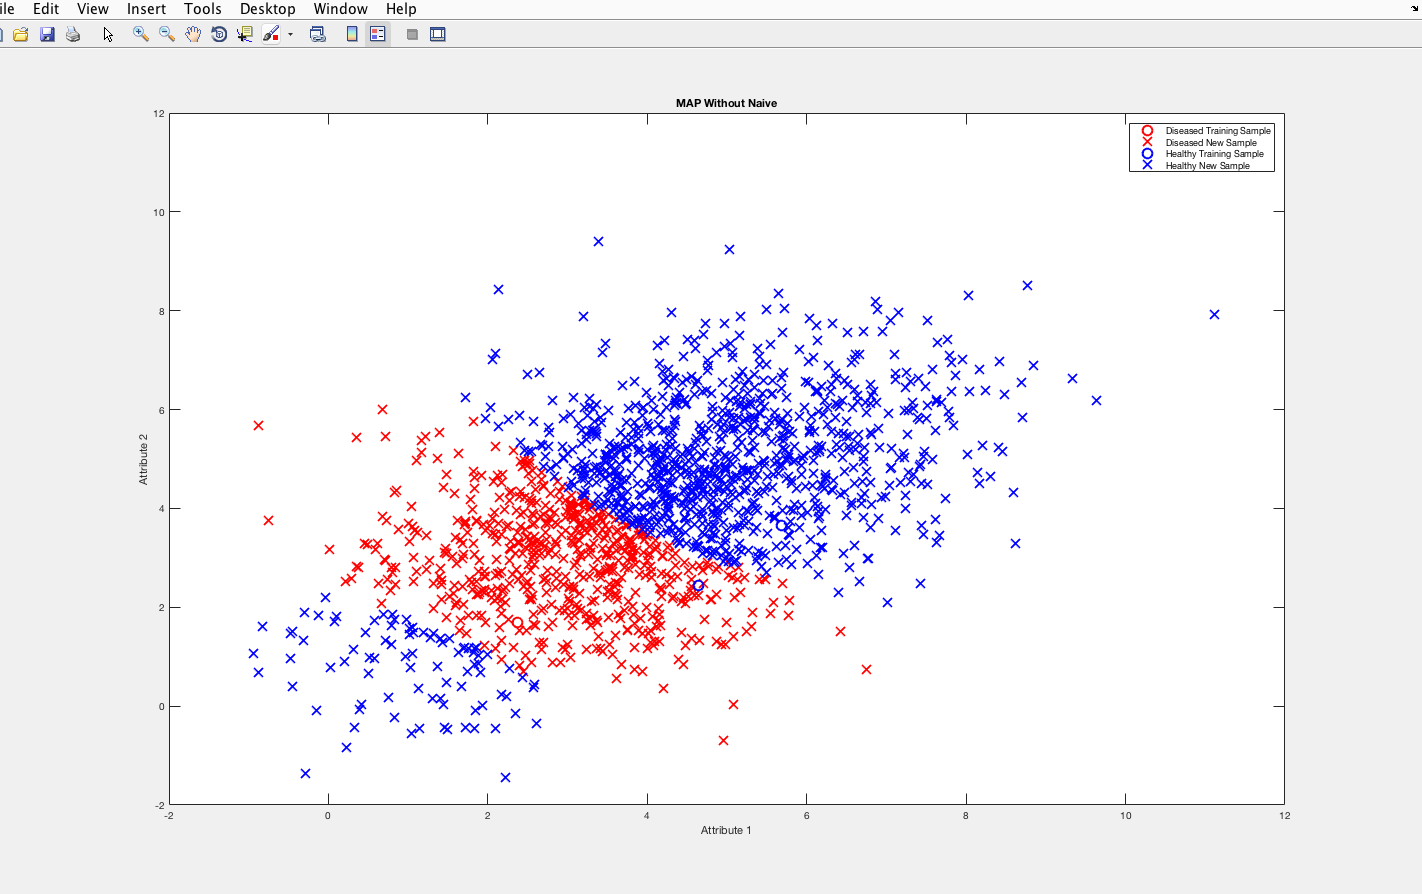 ile Edit View Insert Tools Desktop Window Help
MAP Without Naive
Diseased Training Sample
Diseased New Sample
Healthy Training Sample
Healthy New Sample
12
10
8
6
4
2
0
-2
Attribute 2
-2 0 2 4 6 8 10 12
Attribute 1